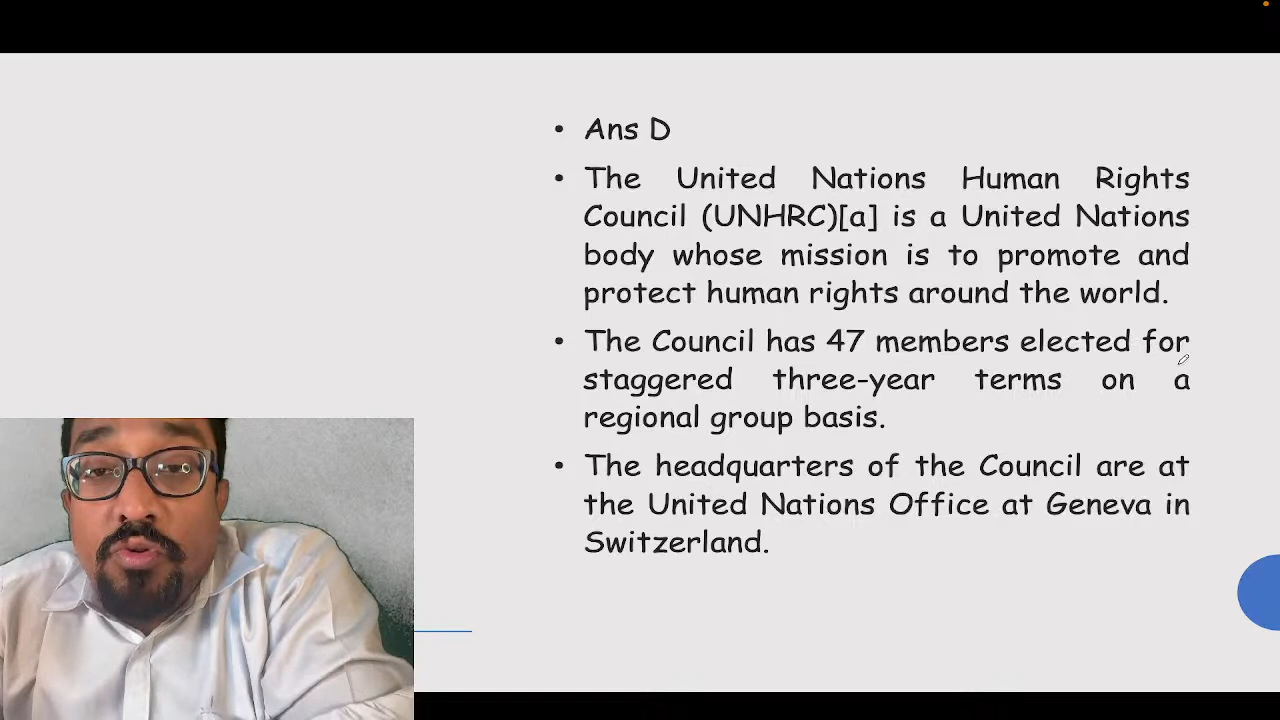 • Ans D
• The United Nations Human Rights
Council (UNHRC)[a] is a United Nations
body whose mission is to promote and
protect human rights around the world.
• The Council has 47 members elected for
staggered three-year terms on a
regional group basis.
• The headquarters of the Council are at
the United Nations Office at Geneva in
Switzerland.